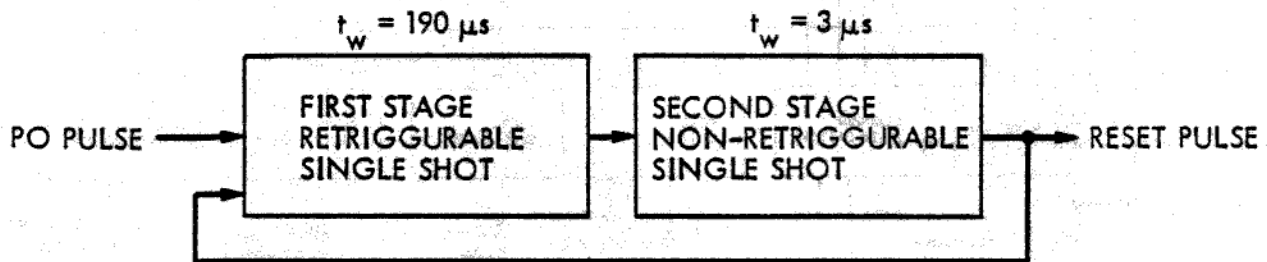 t_w = 190 μs
t_w = 3 μs
PO PULSE
FIRST STAGE
RETRIGGURABLE
SINGLE SHOT
SECOND STAGE
NON-RETRIGGURABLE
SINGLE SHOT
RESET PULSE